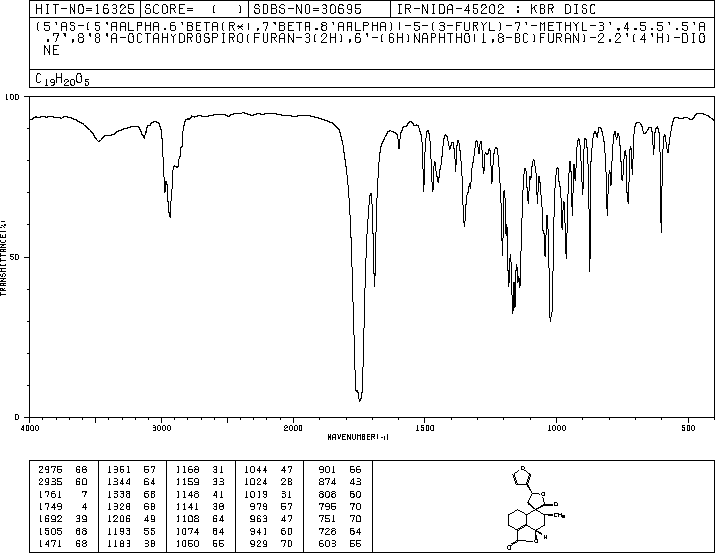 HIT-NO=16325 SCORE= ( ) SDBS-NO=30695 IR-NIDA-45202 : KBR DISC
(5'AS-(5'AALPHA,6'BETA(R*),7'BETA,8'AALPHA))-5-(3-FURYL)-7'-METHYL-3',4,5,5',5'A
,7',8'8'A-OCTAHYDROSPIRO(FURAN-3(2H),6'-(6H)NAPHTHO(1,8-BC)FURAN)-2,2'(4'H)-DIO
NE
C19H20O5
100
50
0
TRANSMITTANCE(%)
4000 3000 2000 1500 1000 500
WAVENUMBER(-1)
2975 66 1351 57 1168 31 1044 47 901 66
2935 60 1344 64 1159 33 1024 28 874 43
1761 7 1338 68 1148 41 1019 31 808 60
1749 4 1328 68 1141 38 979 57 795 70
1692 39 1206 49 1108 64 963 47 751 70
1505 68 1193 55 1074 64 941 60 728 64
1471 68 1183 38 1050 55 929 70 603 55
O
O
O
CH3
H
O
O